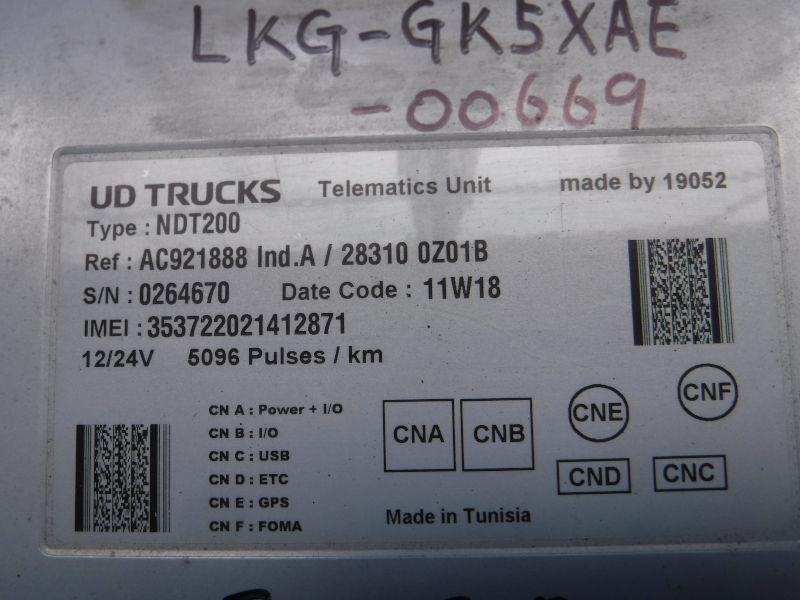 LKG-GK5XAE
-00669
UD TRUCKS Telematics Unit made by 19052
Type : NDT200
Ref : AC921888 Ind.A / 28310 0Z01B
S/N : 0264670 Date Code : 11W18
IMEI : 353722021412871
12/24V 5096 Pulses / km
CN A : Power + I/O
CN B : I/O
CN C : USB
CN D : ETC
CN E : GPS
CN F : FOMA
CNA CNB CNE CNF
CND CNC
Made in Tunisia